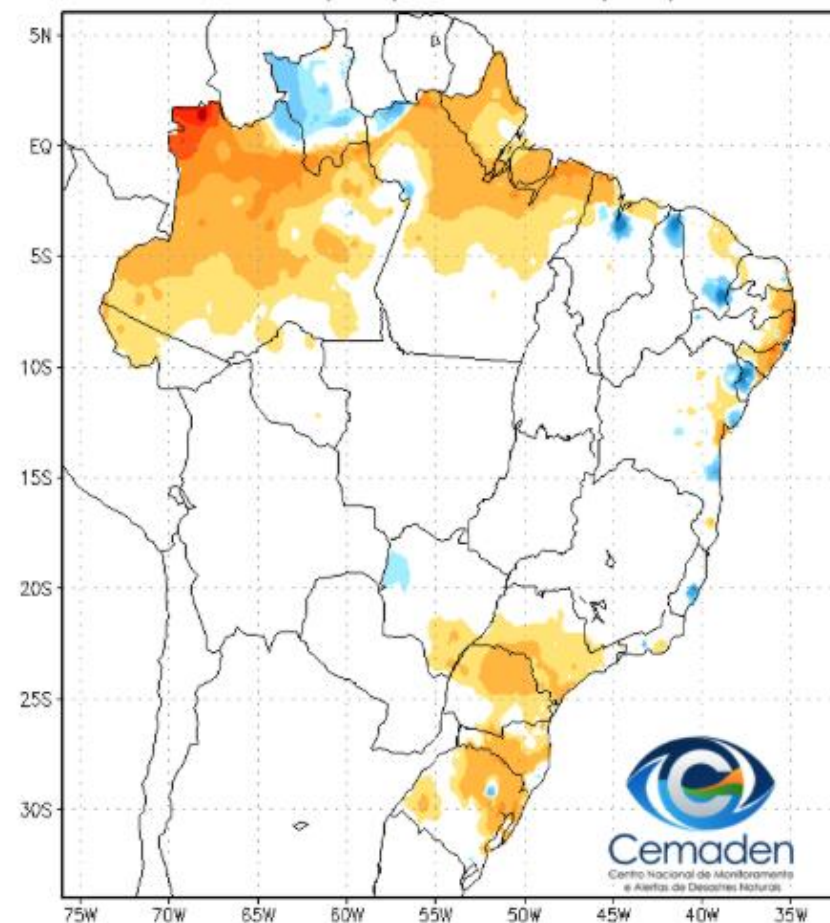 5N
EQ
5S
10S
15S
20S
25S
30S
75W 70W 65W 60W 55W 50W 45W 40W 35W
Cemaden
Centro Nacional de Monitoramento
e Alertas de Desastres Naturais